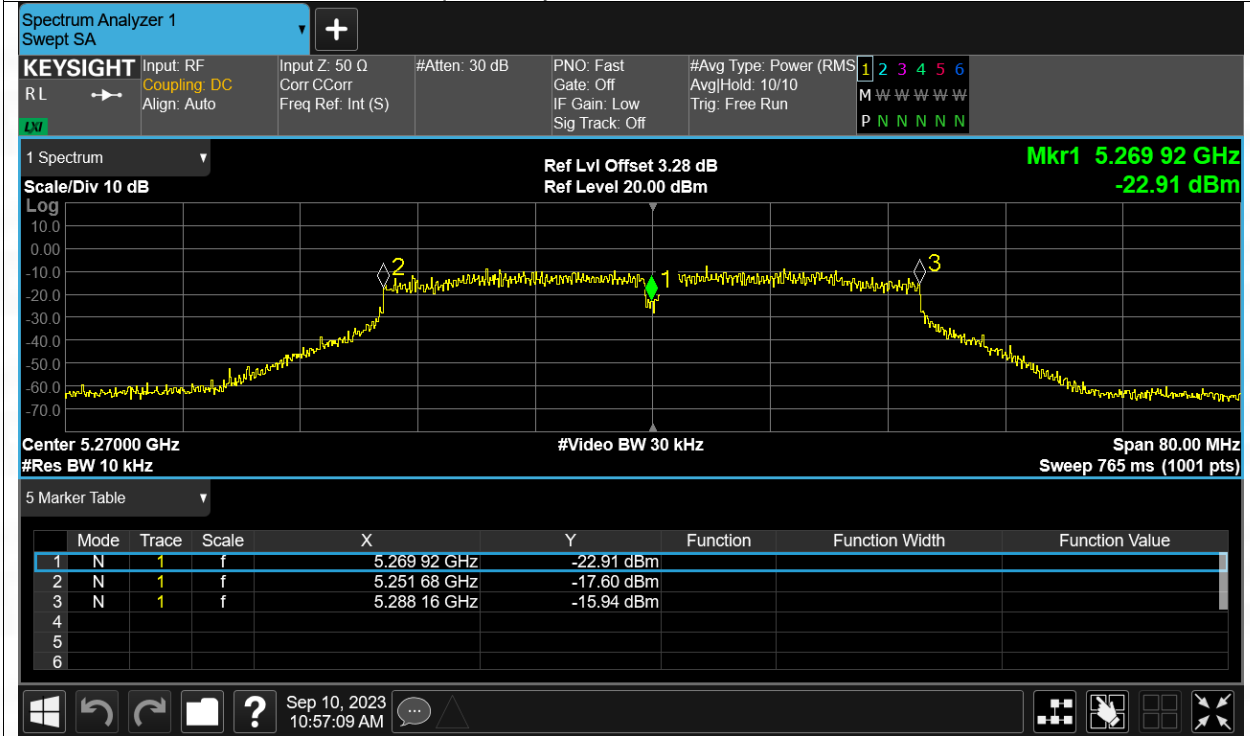 Spectrum Analyzer 1
Swept SA
+
KEYSIGHT Input: RF Input Z: 50 Ω #Atten: 30 dB PNO: Fast #Avg Type: Power (RMS 1 2 3 4 5 6
R L Coupling: DC Corr CCorr Gate: Off Avg|Hold: 10/10 M W W W W W
Align: Auto Freq Ref: Int (S) IF Gain: Low Trig: Free Run
LXI Sig Track: Off P N N N N N
1 Spectrum Ref Lvl Offset 3.28 dB Mkr1 5.269 92 GHz
Scale/Div 10 dB Ref Level 20.00 dBm -22.91 dBm
Log
10.0
0.00
-10.0 2 1 3
-20.0
-30.0
-40.0
-50.0
-60.0
-70.0
Center 5.27000 GHz #Video BW 30 kHz Span 80.00 MHz
#Res BW 10 kHz Sweep 765 ms (1001 pts)
5 Marker Table
Mode Trace Scale X Y Function Function Width Function Value
1 N 1 f 5.269 92 GHz -22.91 dBm
2 N 1 f 5.251 68 GHz -17.60 dBm
3 N 1 f 5.288 16 GHz -15.94 dBm
4
5
6
? Sep 10, 2023
10:57:09 AM